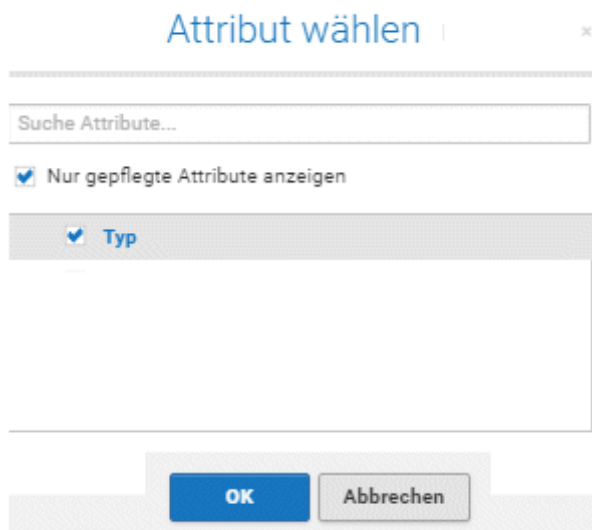 Attribut wählen
Suche Attribute...
Nur gepflegte Attribute anzeigen
Typ
OK
Abbrechen